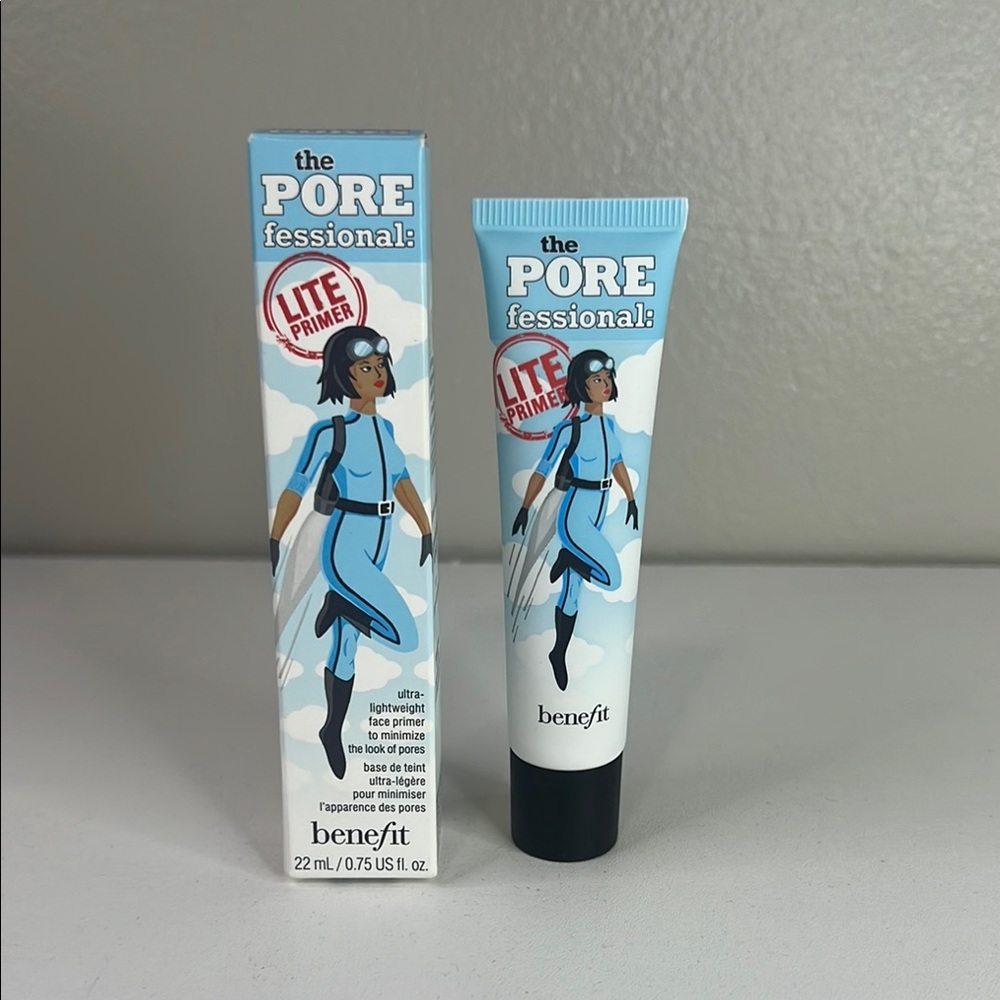 the
PORE
fessional:
LITE
PRIMER
ultra-
lightweight
face primer
to minimize
the look of pores
base de teint
ultra-légère
pour minimiser
l'apparence des pores
benefit
22 mL / 0.75 US fl. oz.
the
PORE
fessional:
LITE
PRIMER
benefit